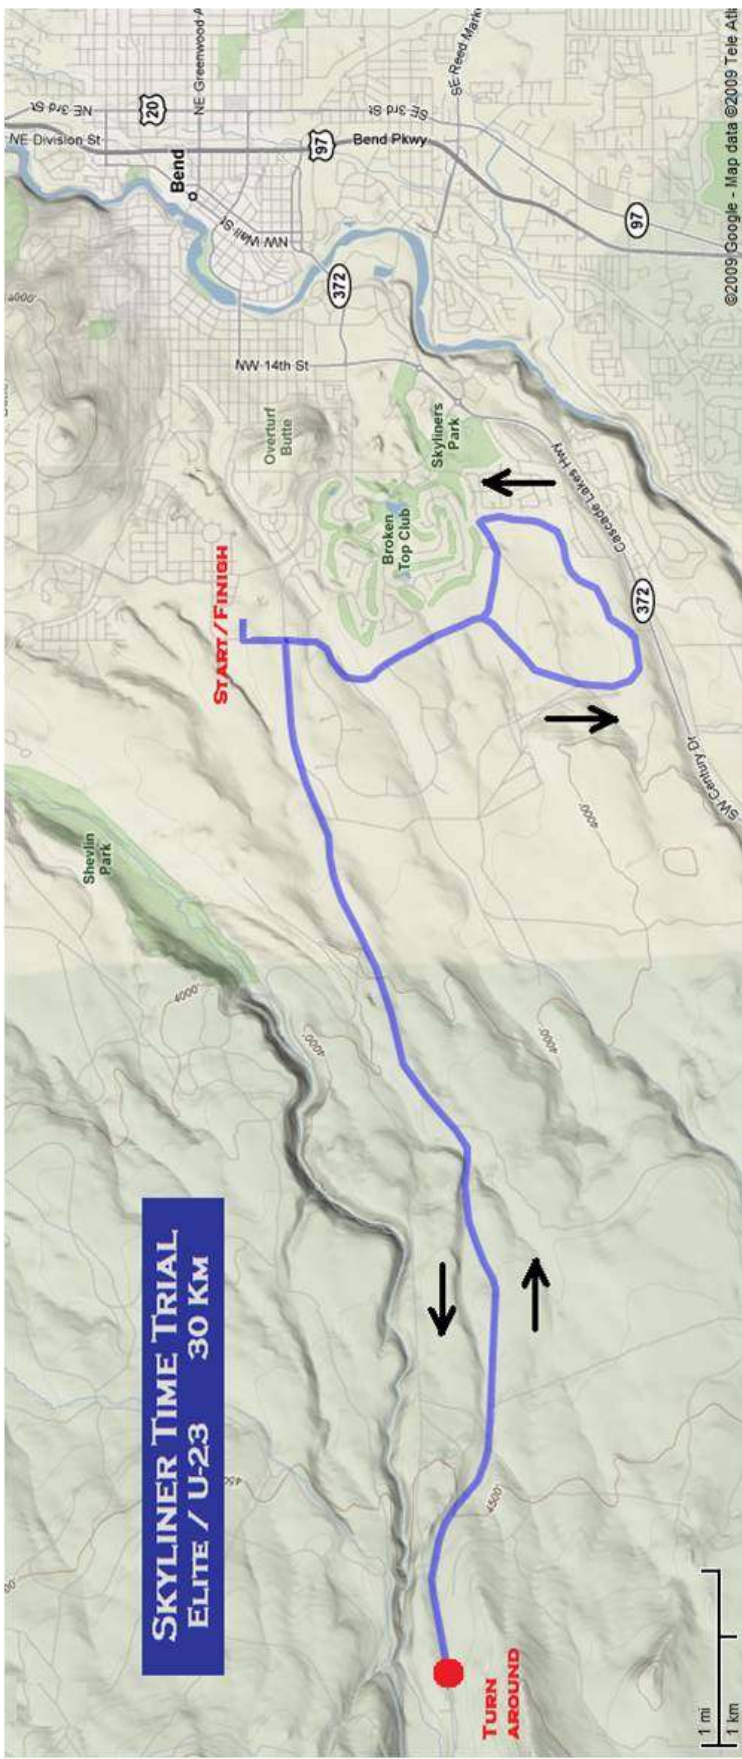 SKYLINER TIME TRIAL
ELITE / U-23 30 KM
START/FINISH
TURN
AROUND
Bend
20
97
97
372
372
NE 3rd St
SE 3rd St
NE Division St
NE Greenwood A
SE Reed Mark
Bend Pkwy
NW Wall St
NW 14th St
Overturf
Butte
Skyliners
Park
Broken
Top Club
Cascade Lakes Hwy
SW Century Dr
Shevlin
Park
4000'
4000'
4000'
4000'
4500'
1 mi
1 km
©2009 Google - Map data ©2009 Tele Atl